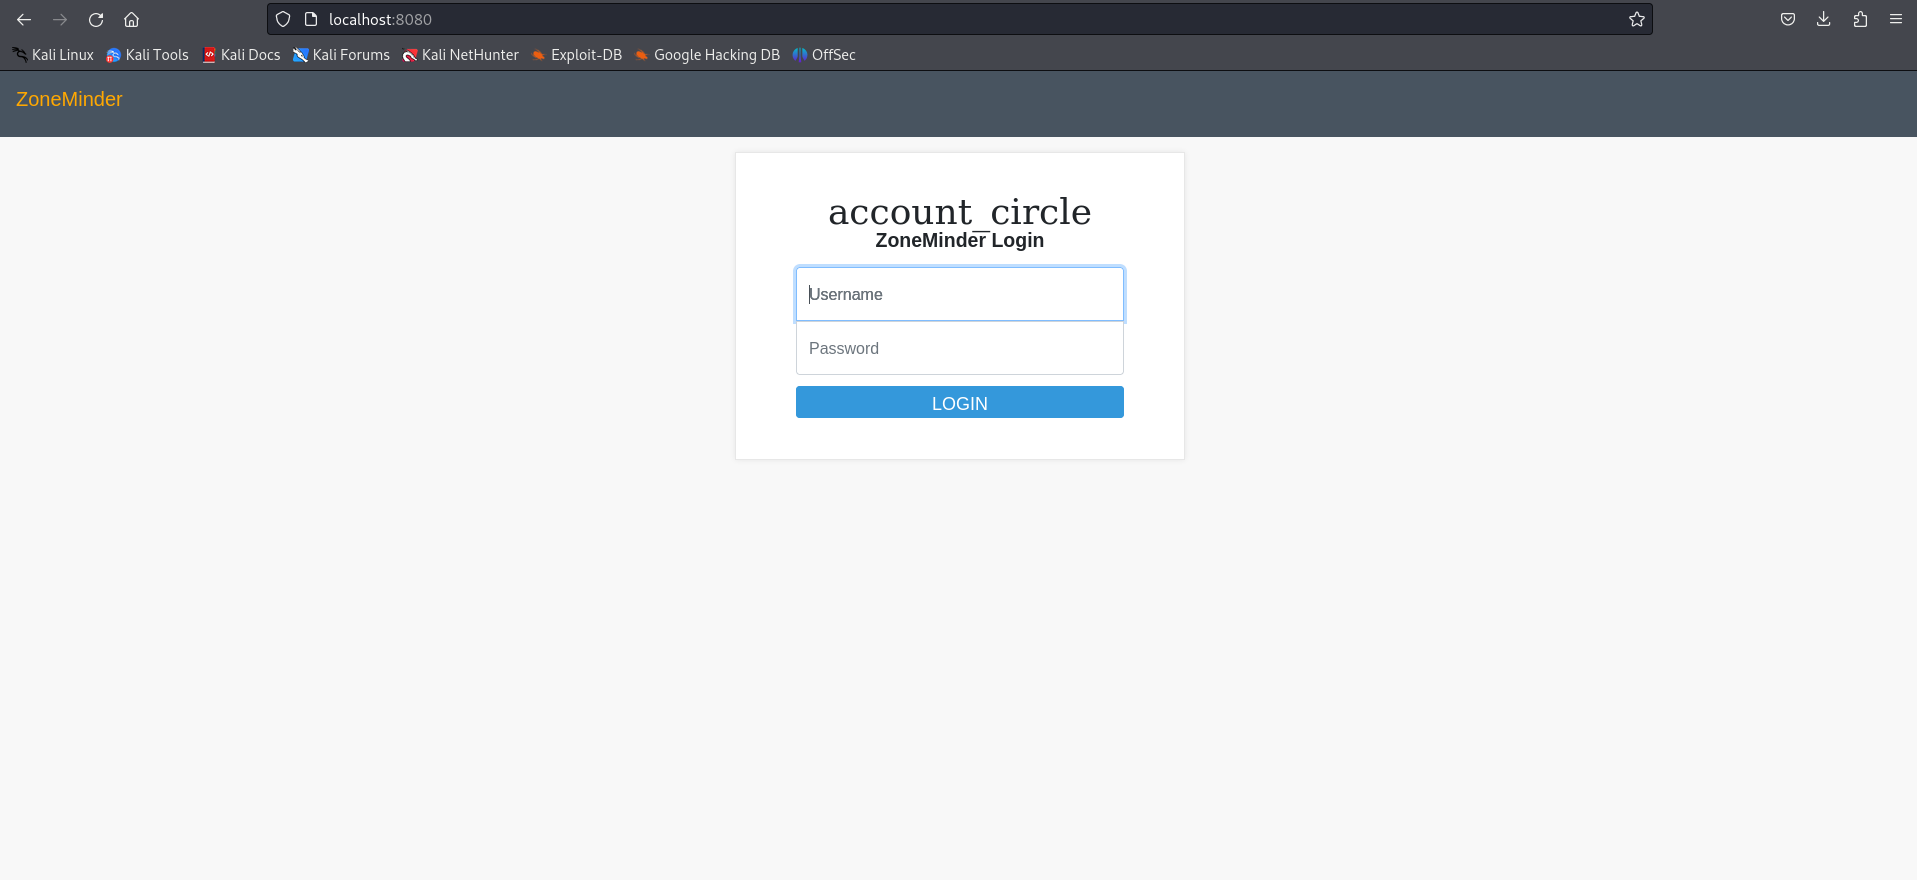 localhost:8080
Kali Linux Kali Tools Kali Docs Kali Forums Kali NetHunter Exploit-DB Google Hacking DB OffSec
ZoneMinder
account_circle
ZoneMinder Login
Username
Password
LOGIN